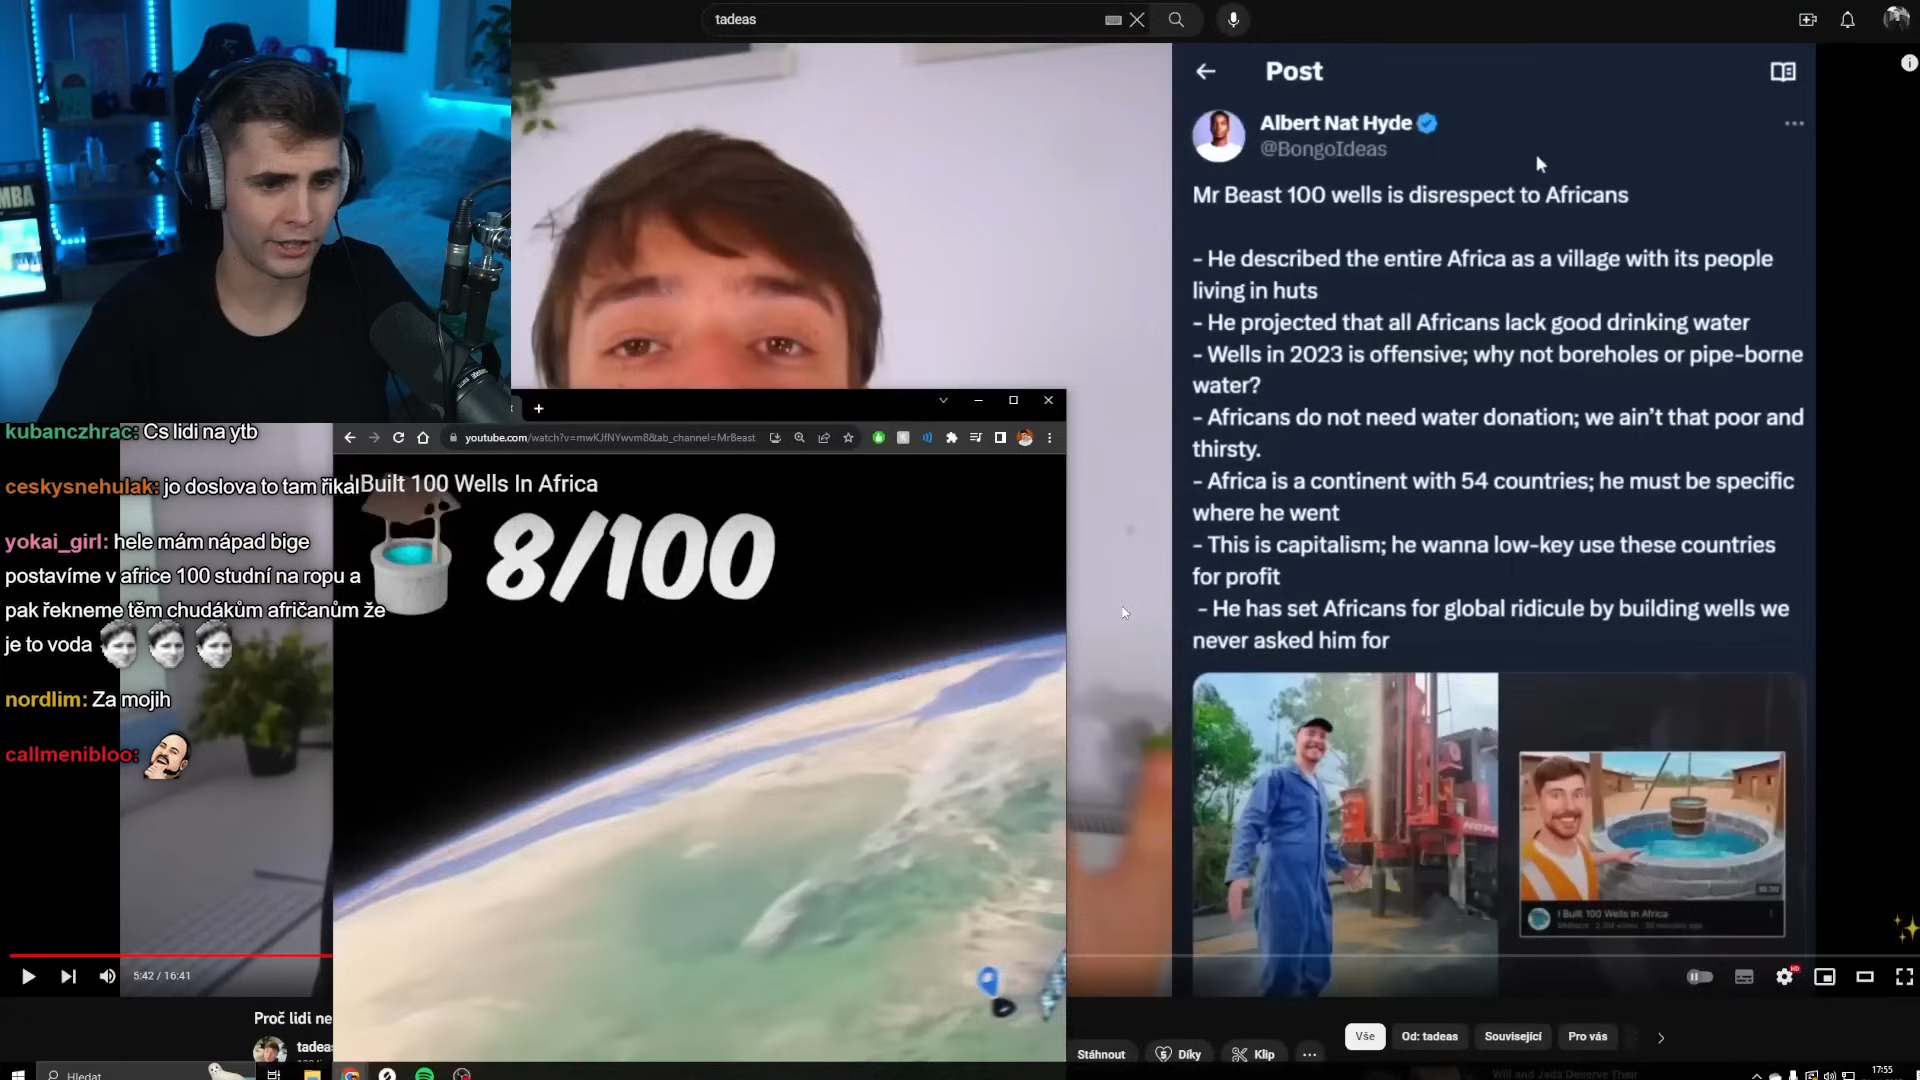 tadeas
Post
Albert Nat Hyde
@BongoIdeas
Mr Beast 100 wells is disrespect to Africans
- He described the entire Africa as a village with its people
living in huts
- He projected that all Africans lack good drinking water
- Wells in 2023 is offensive; why not boreholes or pipe-borne
water?
- Africans do not need water donation; we ain't that poor and
thirsty.
- Africa is a continent with 54 countries; he must be specific
where he went
- This is capitalism; he wanna low-key use these countries
for profit
- He has set Africans for global ridicule by building wells we
never asked him for
I Built 100 Wells In Africa
kubanczhrac: Cs lidi na ytb
ceskysnehulak: jo doslova to tam řikal
yokai_girl: hele mám nápad bige
postavíme v africe 100 studní na ropu a
pak řekneme těm chudákům afričanům že
je to voda
nordlim: Za mojih
callmenibloo:
youtube.com/watch?v=mwKJfNYwvm8&ab_channel=MrBeast
Built 100 Wells In Africa
8/100
5:42 / 16:41
HD
Proč lidi ne
tadeas
Stáhnout
Díky
Klip
Vše
Od: tadeas
Související
Pro vás
Will and Jada Deserve Their
Hledat
17:55